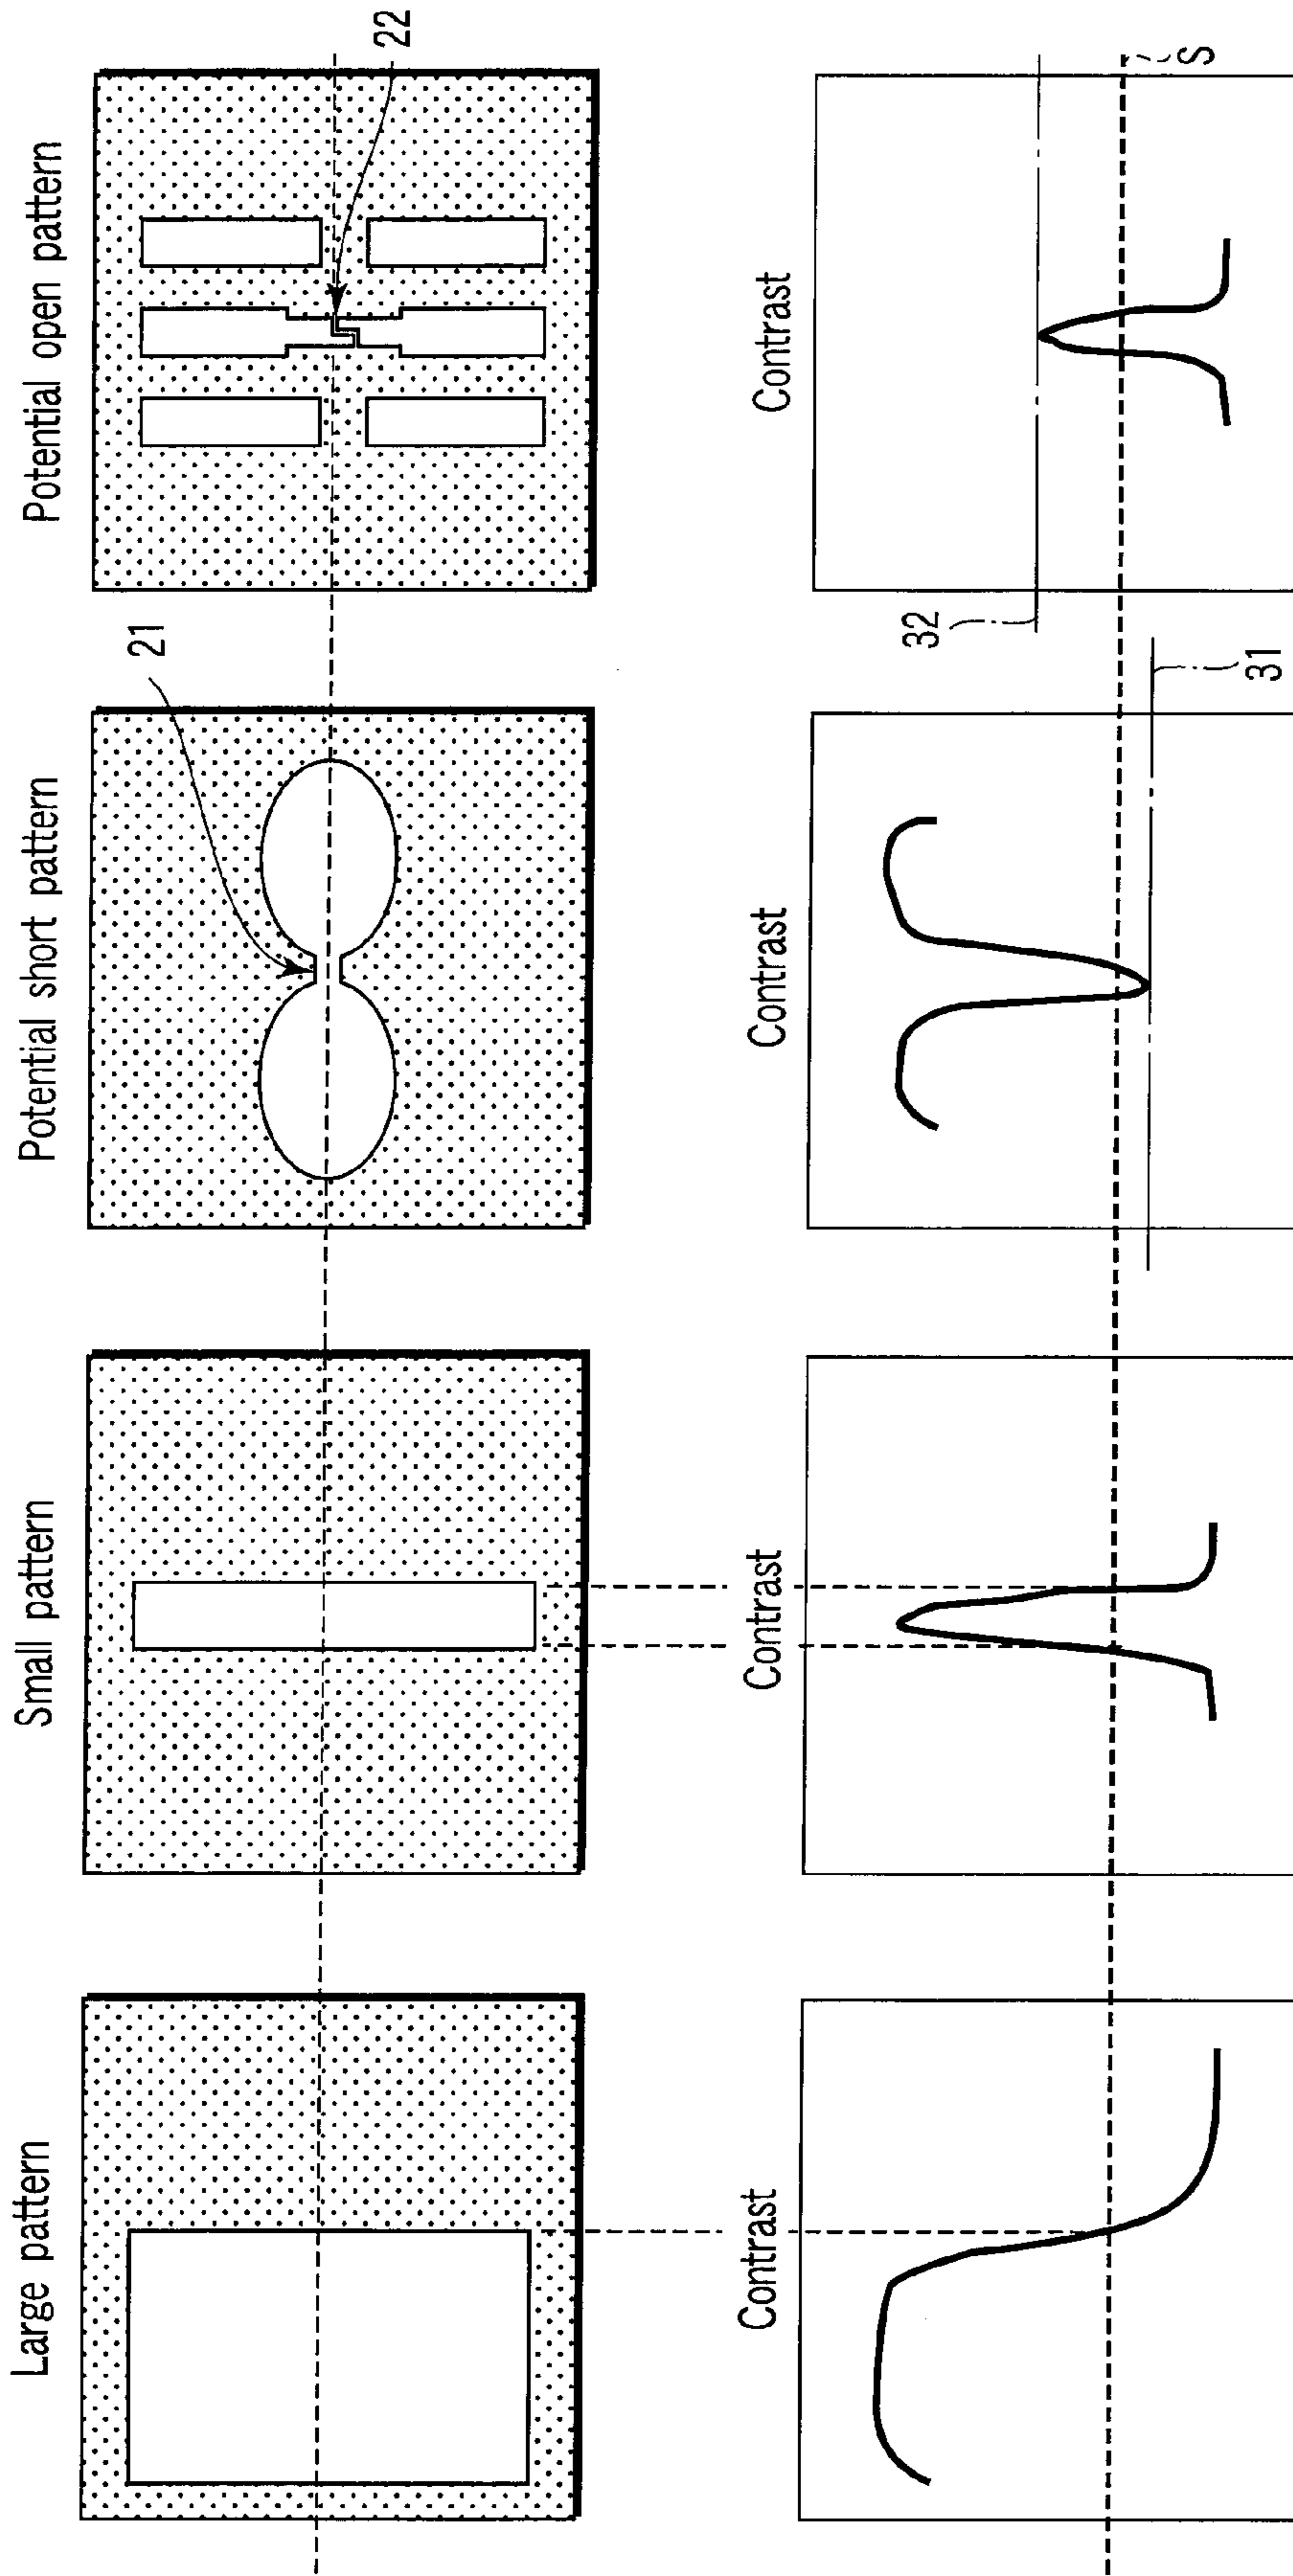 Large pattern
Small pattern
Potential short pattern
Potential open pattern
21
22
Contrast
Contrast
Contrast
Contrast
31
32
S